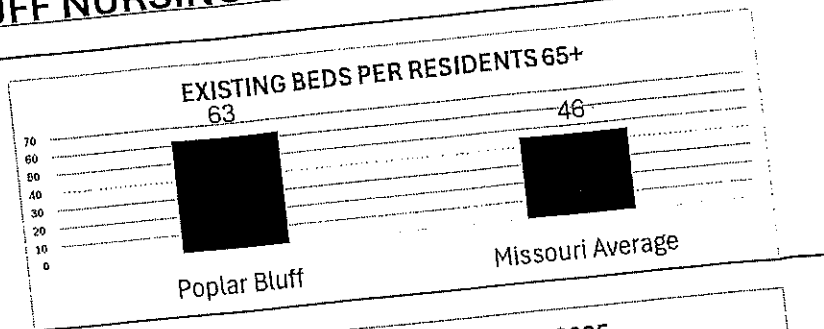 NURSING
EXISTING BEDS PER RESIDENTS 65+
63
46
70
60
50
40
30
20
10
0
Poplar Bluff
Missouri Average